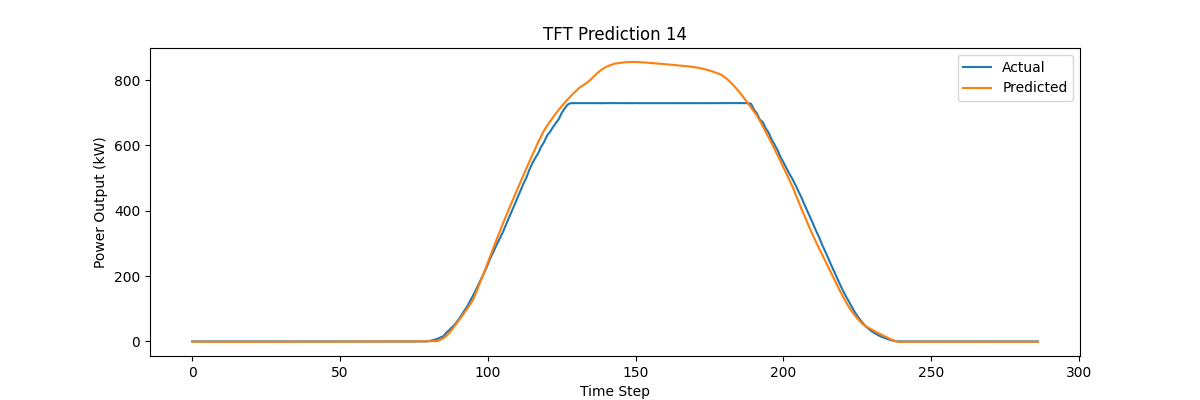 TFT Prediction 14
Actual
Predicted
Power Output (kW)
800
600
400
200
0
0 50 100 150 200 250 300
Time Step